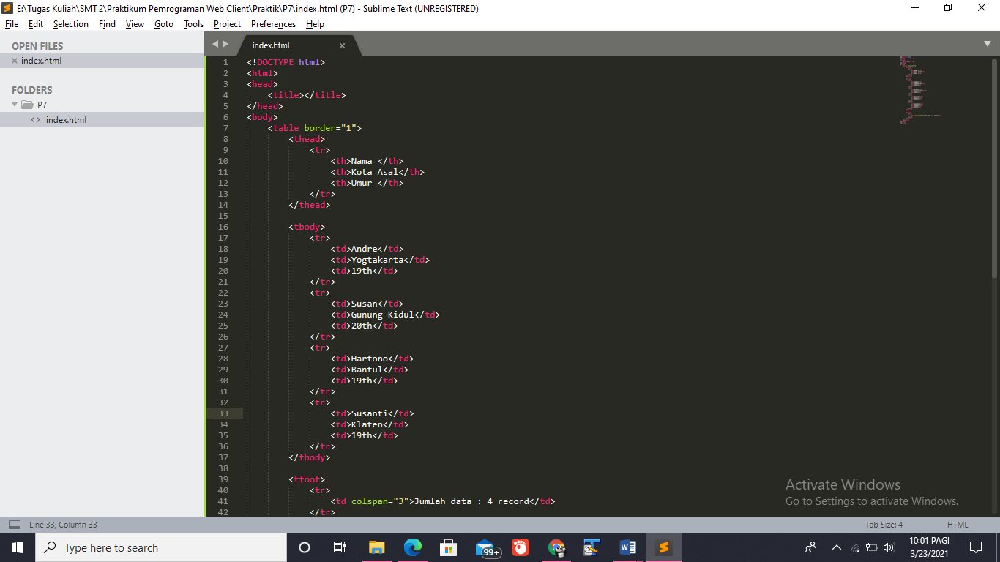 E:\Tugas Kuliah\SMT 2\Praktikum Pemrograman Web Client\Praktik\P7\index.html (P7) - Sublime Text (UNREGISTERED)
File Edit Selection Find View Goto Tools Project Preferences Help
OPEN FILES
index.html
FOLDERS
P7
<> index.html
index.html
1 <!DOCTYPE html>
2 <html>
3 <head>
4 <title></title>
5 </head>
6 <body>
7 <table border="1">
8 <thead>
9 <tr>
10 <th>Nama </th>
11 <th>Kota Asal</th>
12 <th>Umur </th>
13 </tr>
14 </thead>
15
16 <tbody>
17 <tr>
18 <td>Andre</td>
19 <td>Yogtakarta</td>
20 <td>19th</td>
21 </tr>
22 <tr>
23 <td>Susan</td>
24 <td>Gunung Kidul</td>
25 <td>20th</td>
26 </tr>
27 <tr>
28 <td>Hartono</td>
29 <td>Bantul</td>
30 <td>19th</td>
31 </tr>
32 <tr>
33 <td>Susanti</td>
34 <td>Klaten</td>
35 <td>19th</td>
36 </tr>
37 </tbody>
38
39 <tfoot>
40 <tr>
41 <td colspan="3">Jumlah data : 4 record</td>
42 </tr>
Activate Windows
Go to Settings to activate Windows.
Line 33, Column 33 Tab Size: 4 HTML
Type here to search
99+
10:01 PAGI
3/23/2021